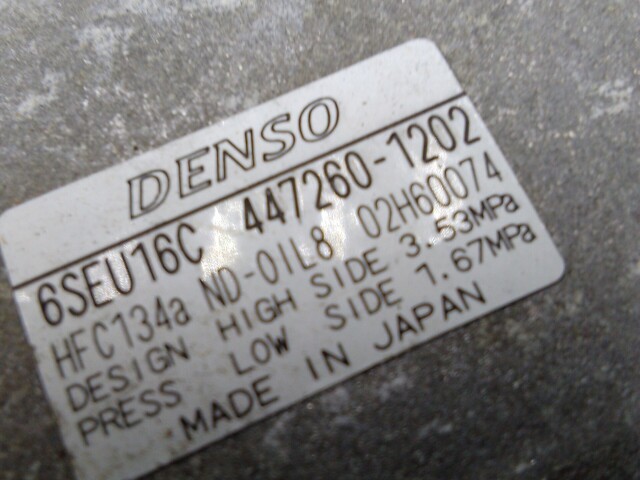 DENSO
6SEU16C 447260-1202
HFC134a ND-OIL8 02H60074
DESIGN HIGH SIDE 3.53MPa
PRESS LOW SIDE 1.67MPa
MADE IN JAPAN